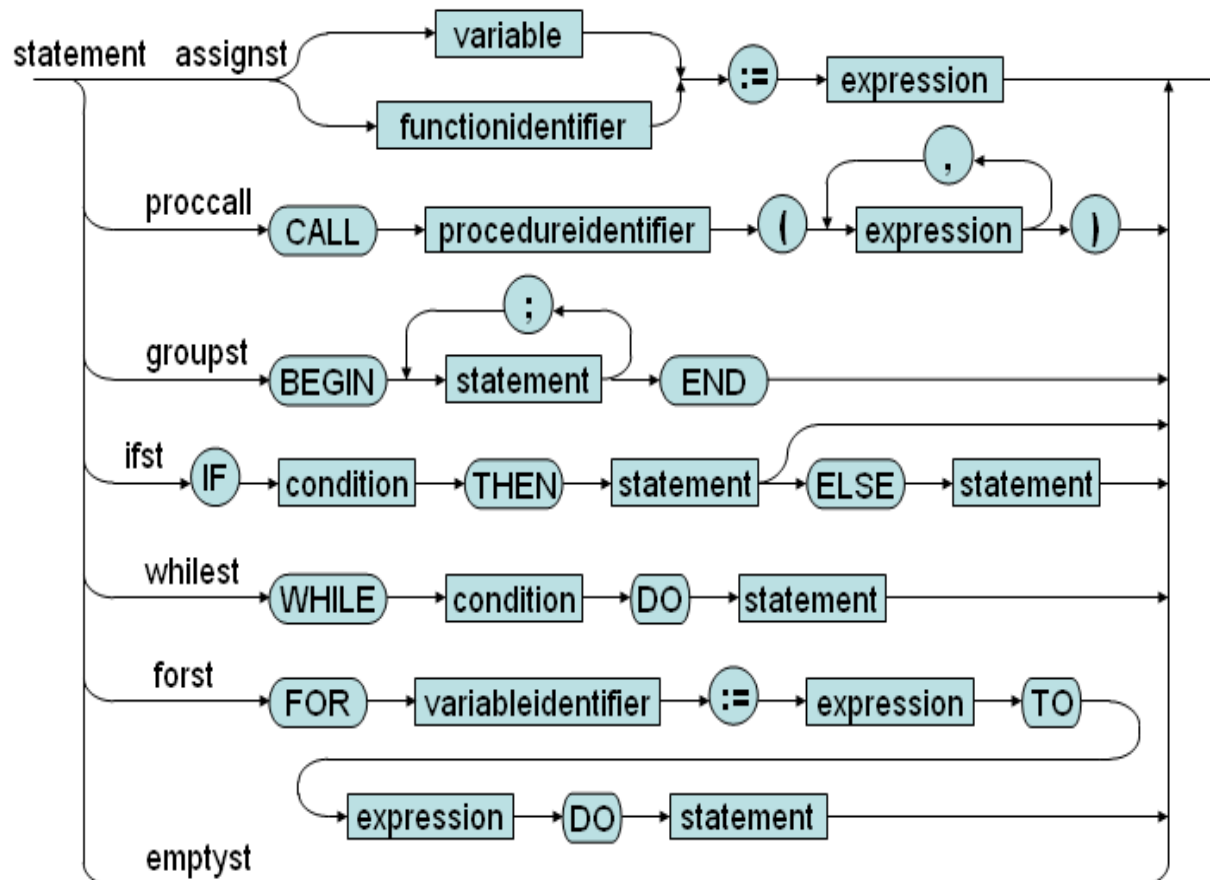 variable
statement assignst := expression
functionidentifier
,
proccall CALL procedureidentifier ( expression )
;
groupst BEGIN statement END
ifst IF condition THEN statement ELSE statement
whilest WHILE condition DO statement
forst FOR variableidentifier := expression TO
expression DO statement
emptyst